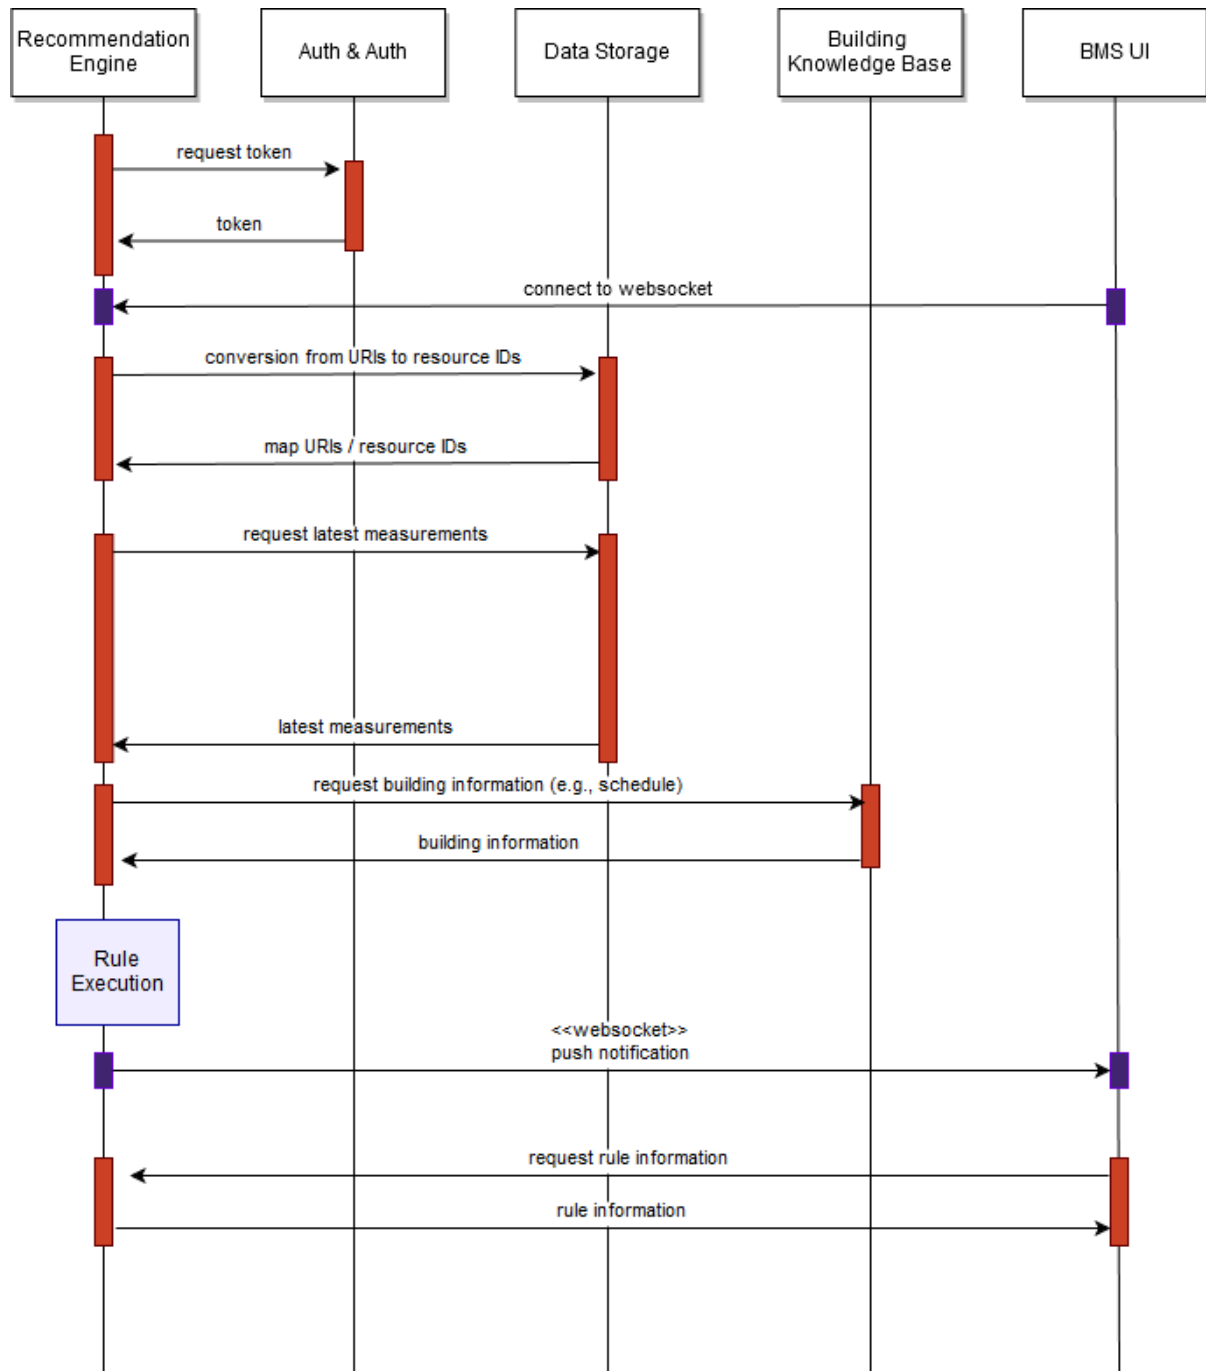 Recommendation
Engine
Auth & Auth
Data Storage
Building
Knowledge Base
BMS UI
request token
token
connect to websocket
conversion from URIs to resource IDs
map URIs / resource IDs
request latest measurements
latest measurements
request building information (e.g., schedule)
building information
Rule
Execution
<<websocket>>
push notification
request rule information
rule information